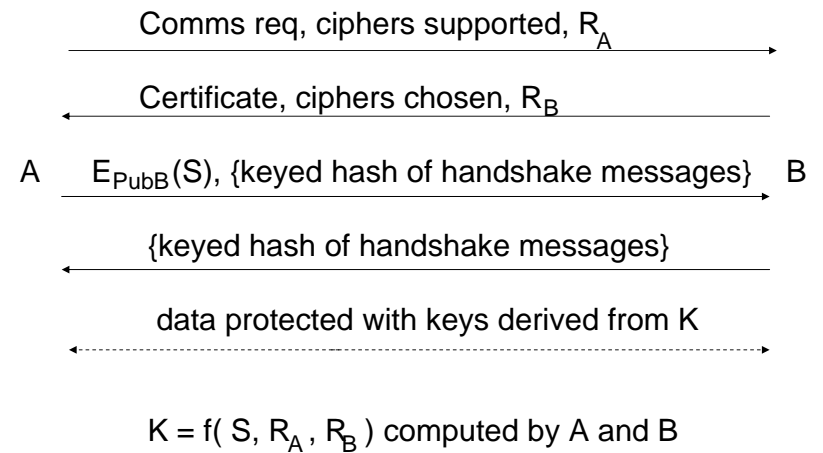 Comms req, ciphers supported, R_A
Certificate, ciphers chosen, R_B
A E_PubB(S), {keyed hash of handshake messages} B
{keyed hash of handshake messages}
data protected with keys derived from K
K = f( S, R_A , R_B ) computed by A and B